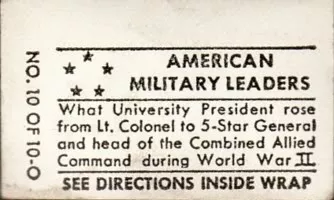 NO. 10 OF 10-O
AMERICAN
MILITARY LEADERS
What University President rose
from Lt. Colonel to 5-Star General
and head of the Combined Allied
Command during World War II
SEE DIRECTIONS INSIDE WRAP